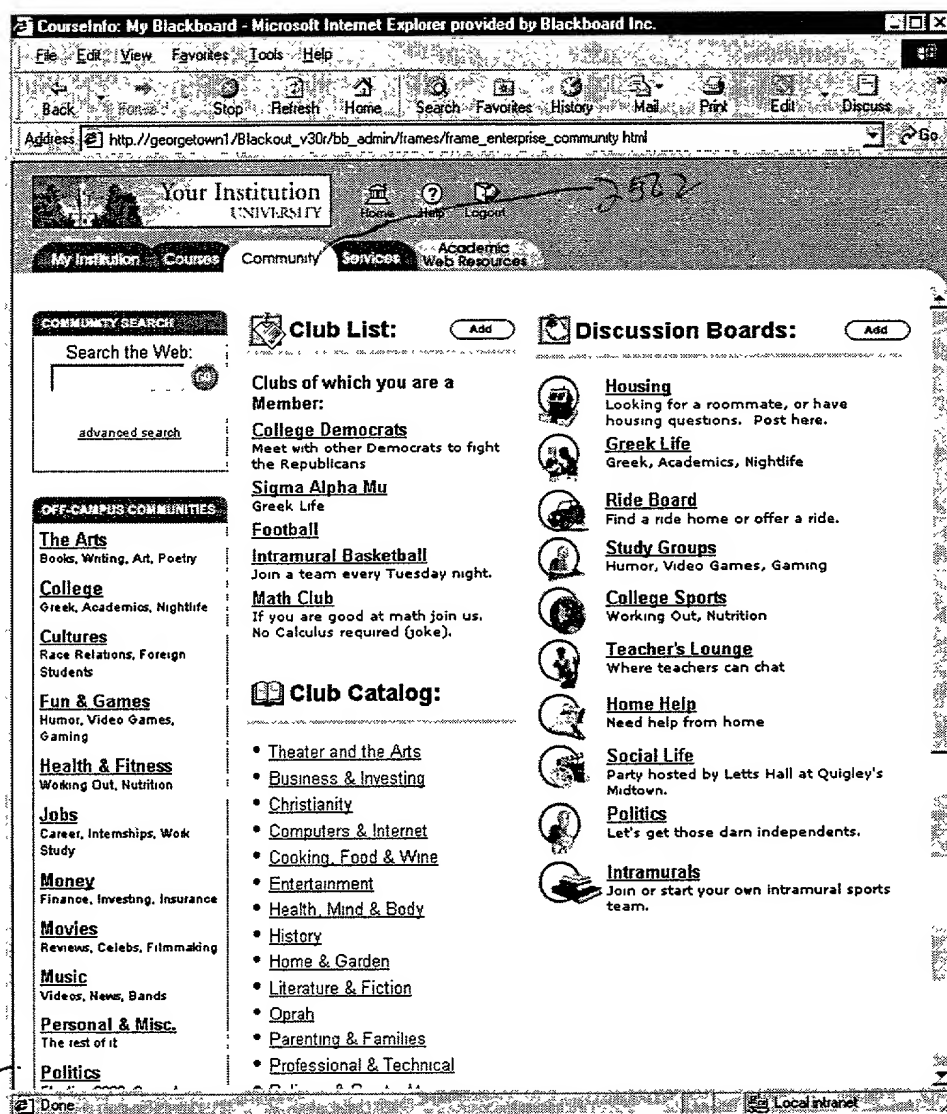 CourseInfo: My Blackboard - Microsoft Internet Explorer provided by Blackboard Inc.
File Edit View Favorites Tools Help
Back Forward Stop Refresh Home Search Favorites History Mail Print Edit Discuss
Address http://georgetown1/Blackout_v30r/bb_admin/frames/frame_enterprise_community html Go
Your Institution
UNIVERSITY
Home Help Logout
2562
My Institution Courses Community Services Academic Web Resources
COMMUNITY SEARCH
Search the Web:
GO
advanced search
OFF-CAMPUS COMMUNITIES
The Arts
Books, Writing, Art, Poetry
College
Greek, Academics, Nightlife
Cultures
Race Relations, Foreign
Students
Fun & Games
Humor, Video Games,
Gaming
Health & Fitness
Working Out, Nutrition
Jobs
Career, Internships, Work
Study
Money
Finance, Investing, Insurance
Movies
Reviews, Celebs, Filmmaking
Music
Videos, News, Bands
Personal & Misc.
The rest of it
Politics
Club List: Add
Clubs of which you are a
Member:
College Democrats
Meet with other Democrats to fight
the Republicans
Sigma Alpha Mu
Greek Life
Football
Intramural Basketball
Join a team every Tuesday night.
Math Club
If you are good at math join us.
No Calculus required (joke).
Club Catalog:
• Theater and the Arts
• Business & Investing
• Christianity
• Computers & Internet
• Cooking, Food & Wine
• Entertainment
• Health, Mind & Body
• History
• Home & Garden
• Literature & Fiction
• Oprah
• Parenting & Families
• Professional & Technical
Discussion Boards: Add
Housing
Looking for a roommate, or have
housing questions. Post here.
Greek Life
Greek, Academics, Nightlife
Ride Board
Find a ride home or offer a ride.
Study Groups
Humor, Video Games, Gaming
College Sports
Working Out, Nutrition
Teacher's Lounge
Where teachers can chat
Home Help
Need help from home
Social Life
Party hosted by Letts Hall at Quigley's
Midtown.
Politics
Let's get those darn independents.
Intramurals
Join or start your own intramural sports
team.
Done Local intranet